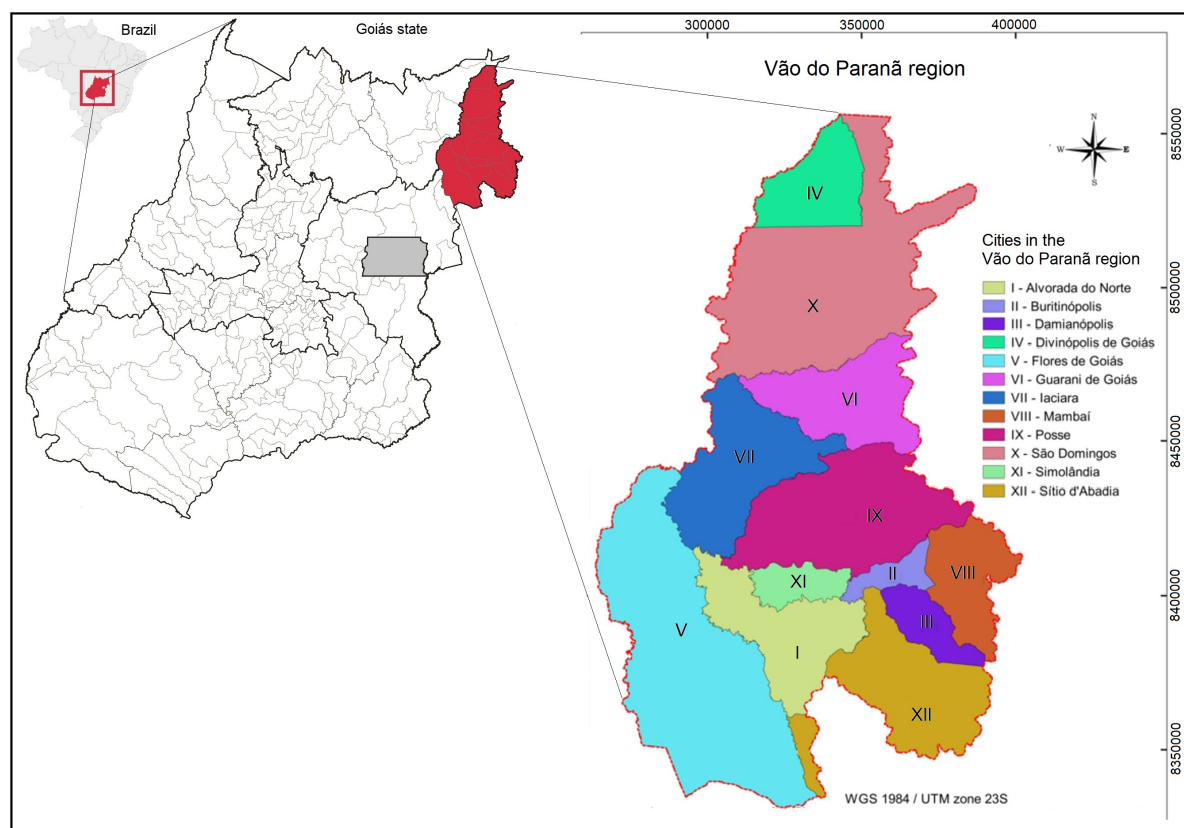 Brazil
Goiás state
300000
350000
400000
Vão do Paranã region
8550000
8500000
8450000
8400000
8350000
N
W
E
S
Cities in the
Vão do Paranã region
I - Alvorada do Norte
II - Buritinópolis
III - Damianópolis
IV - Divinópolis de Goiás
V - Flores de Goiás
VI - Guarani de Goiás
VII - Iaciara
VIII - Mambaí
IX - Posse
X - São Domingos
XI - Simolândia
XII - Sítio d'Abadia
IV
X
VI
VII
IX
XI
II
VIII
III
V
I
XII
WGS 1984 / UTM zone 23S